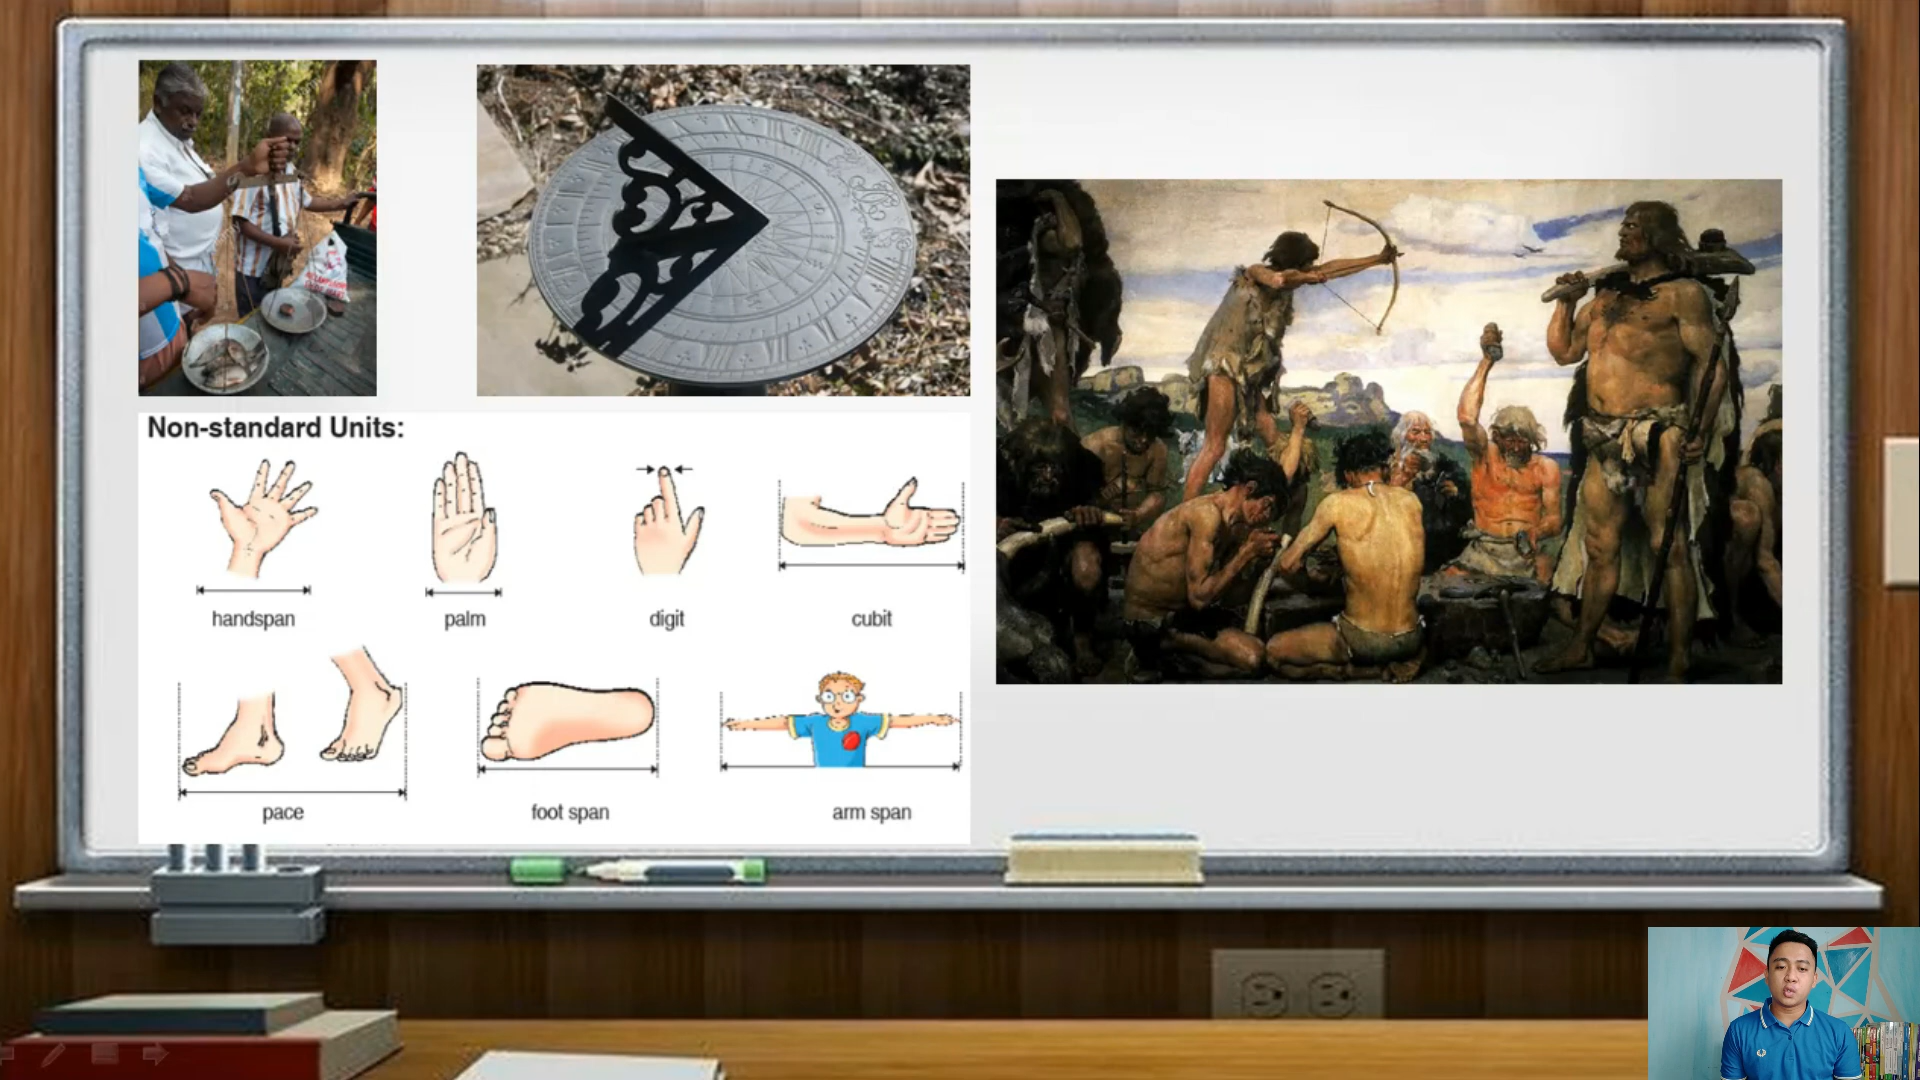 Non-standard Units:
handspan palm digit cubit
pace foot span arm span